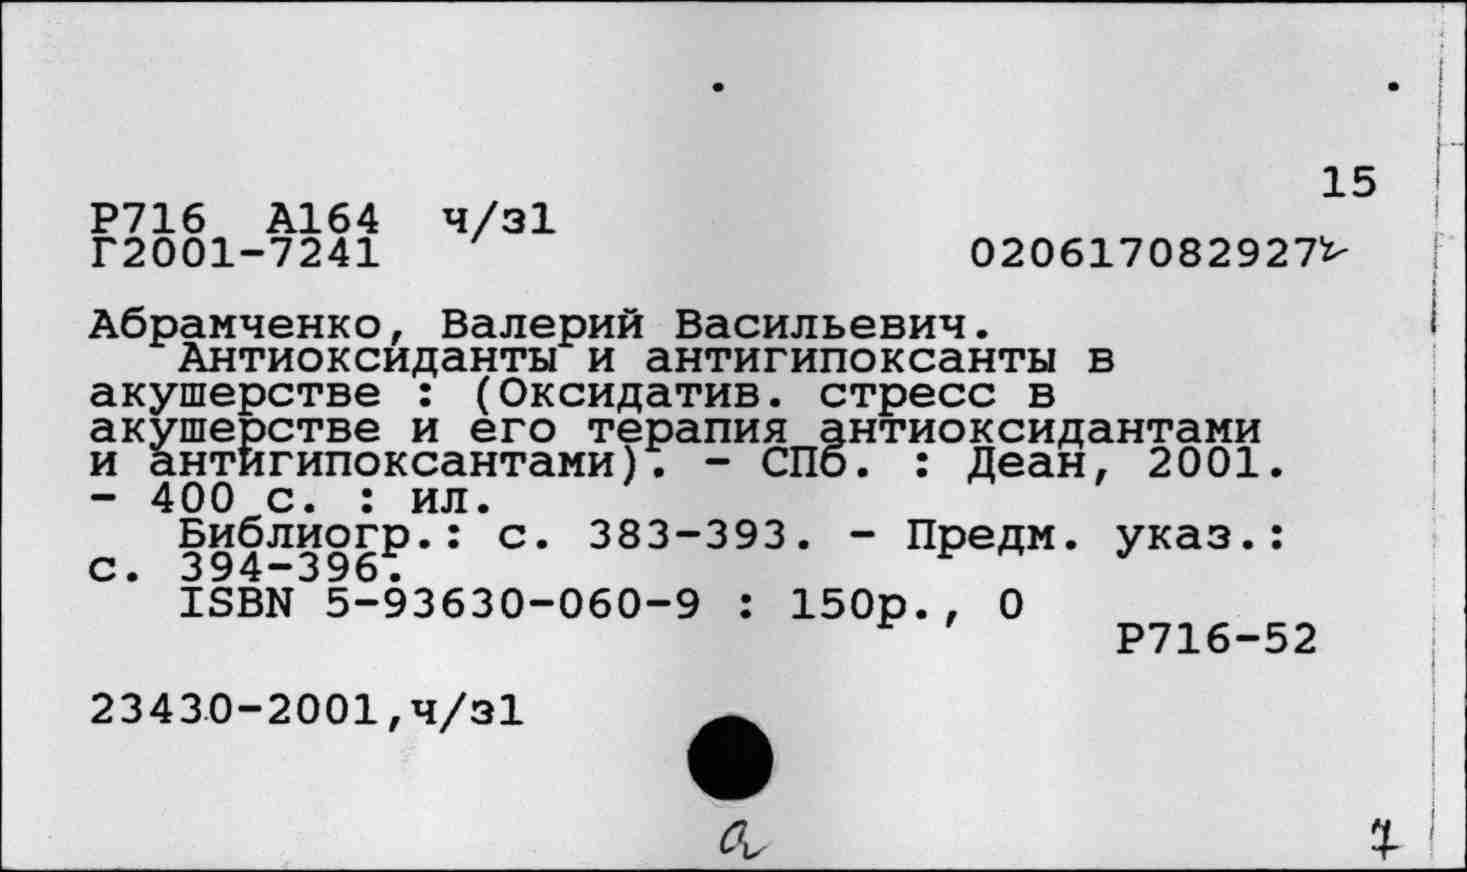 15
Р716 А164 ч/з1
Г2001-7241 020617082927
Абрамченко, Валерий Васильевич.
Антиоксиданты и антигипоксанты в
акушерстве : (Оксидатив. стресс в
акушерстве и его терапия антиоксидантами
и антигипоксантами). - СПб. : Деан, 2001.
- 400 с. : ил.
Библиогр.: с. 383-393. - Предм. указ.:
с. 394-396.
ISBN 5-93630-060-9 : 150р., 0
Р716-52
23430-2001,ч/з1